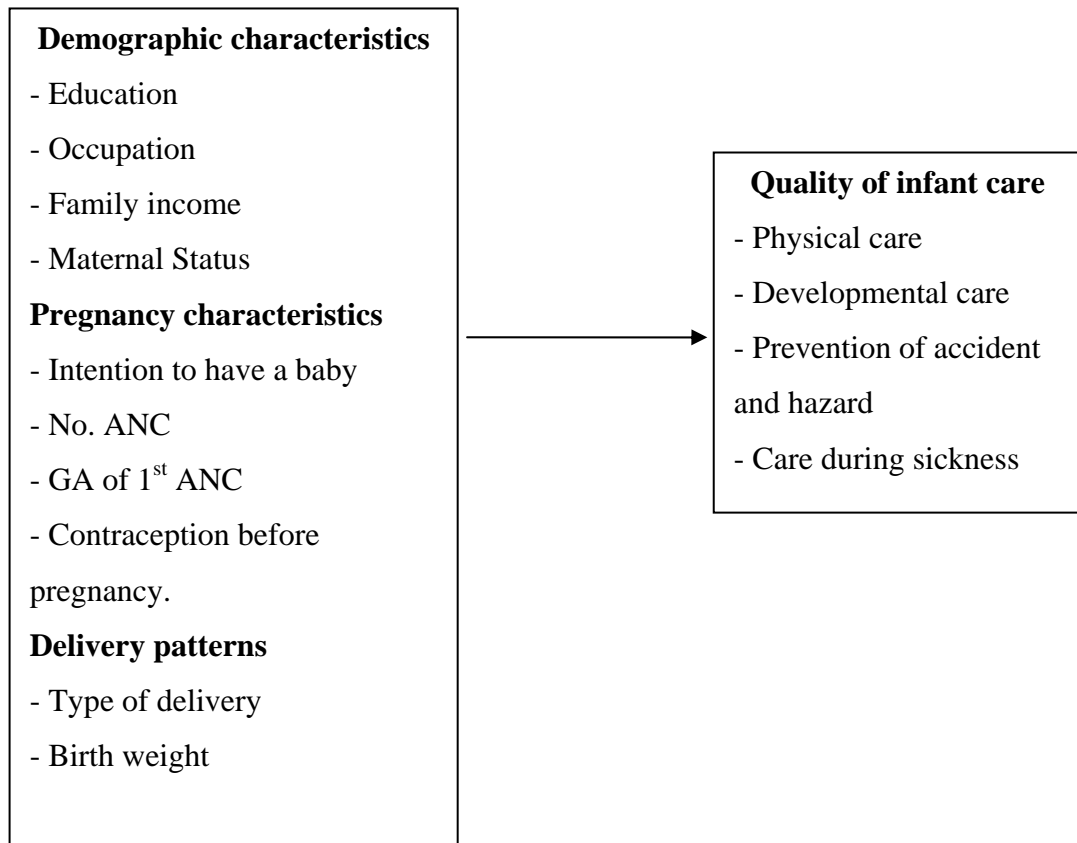 Demographic characteristics
- Education
- Occupation
- Family income
- Maternal Status
Pregnancy characteristics
- Intention to have a baby
- No. ANC
- GA of 1st ANC
- Contraception before
pregnancy.
Delivery patterns
- Type of delivery
- Birth weight
Quality of infant care
- Physical care
- Developmental care
- Prevention of accident
and hazard
- Care during sickness